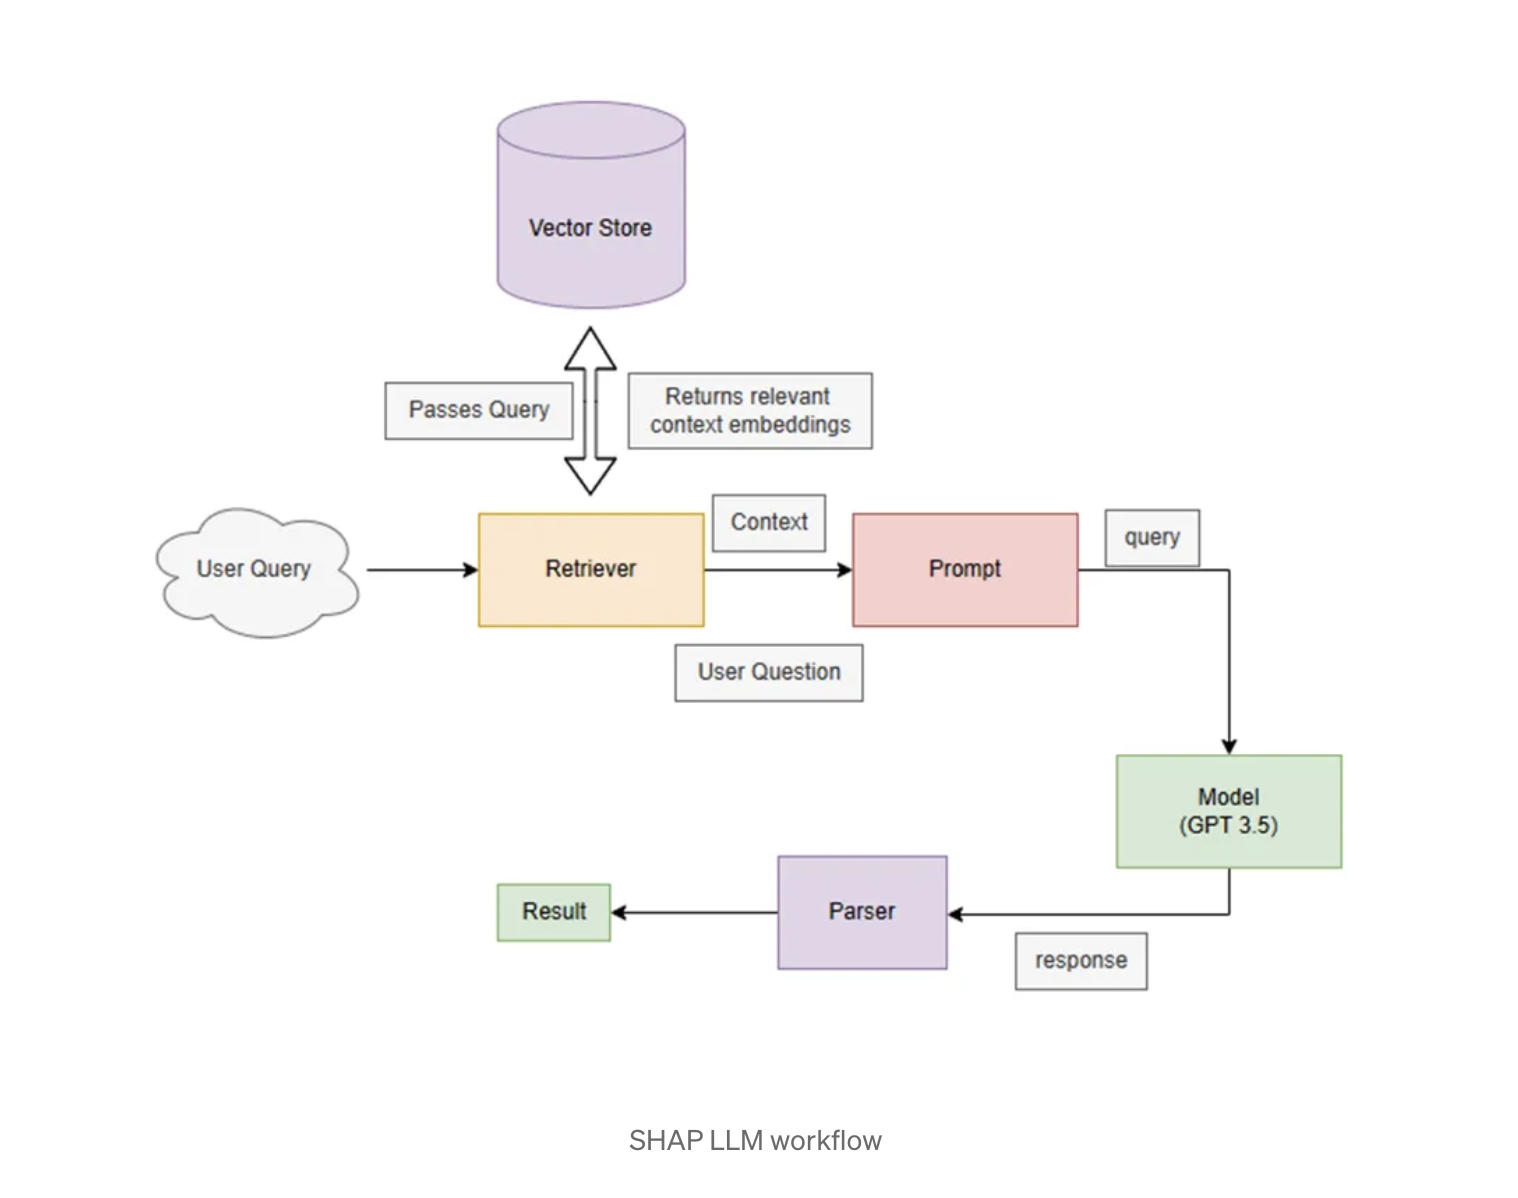 Vector Store
Passes Query
Returns relevant
context embeddings
Context
query
User Query
Retriever
Prompt
User Question
Model
(GPT 3.5)
Result
Parser
response
SHAP LLM workflow